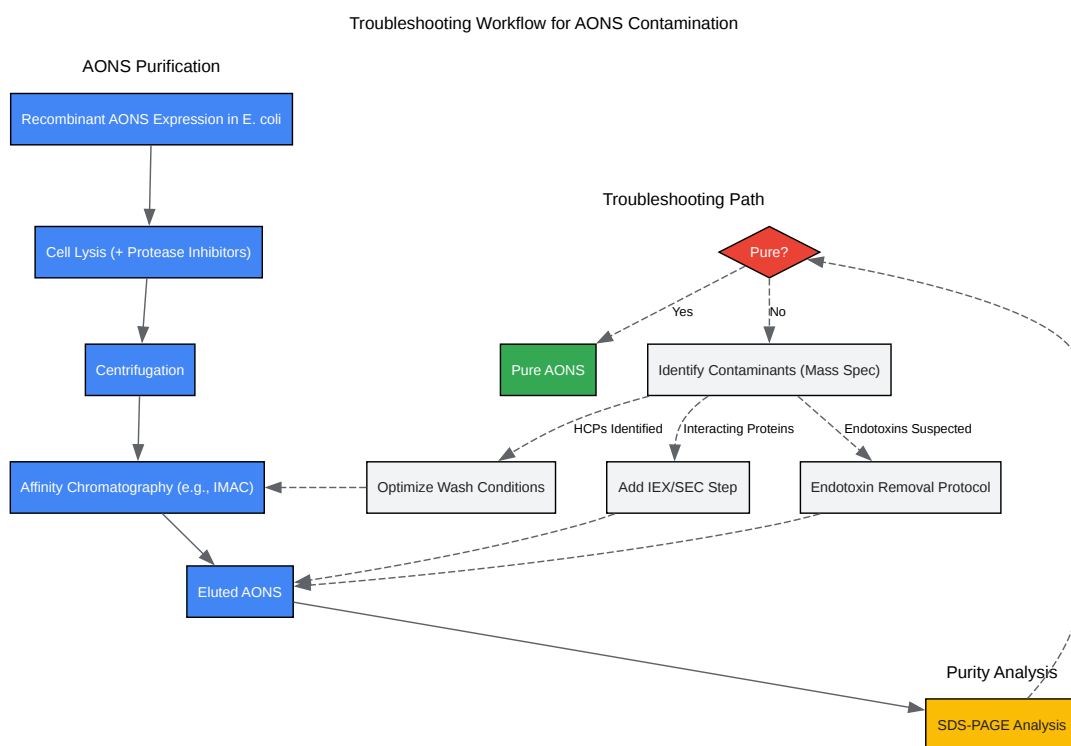 Troubleshooting Workflow for AONS Contamination
AONS Purification
Recombinant AONS Expression in E. coli
Cell Lysis (+ Protease Inhibitors)
Centrifugation
Affinity Chromatography (e.g., IMAC)
Eluted AONS
Troubleshooting Path
Pure?
Yes
No
Pure AONS
Identify Contaminants (Mass Spec)
HCPs Identified
Interacting Proteins
Endotoxins Suspected
Optimize Wash Conditions
Add IEX/SEC Step
Endotoxin Removal Protocol
Purity Analysis
SDS-PAGE Analysis